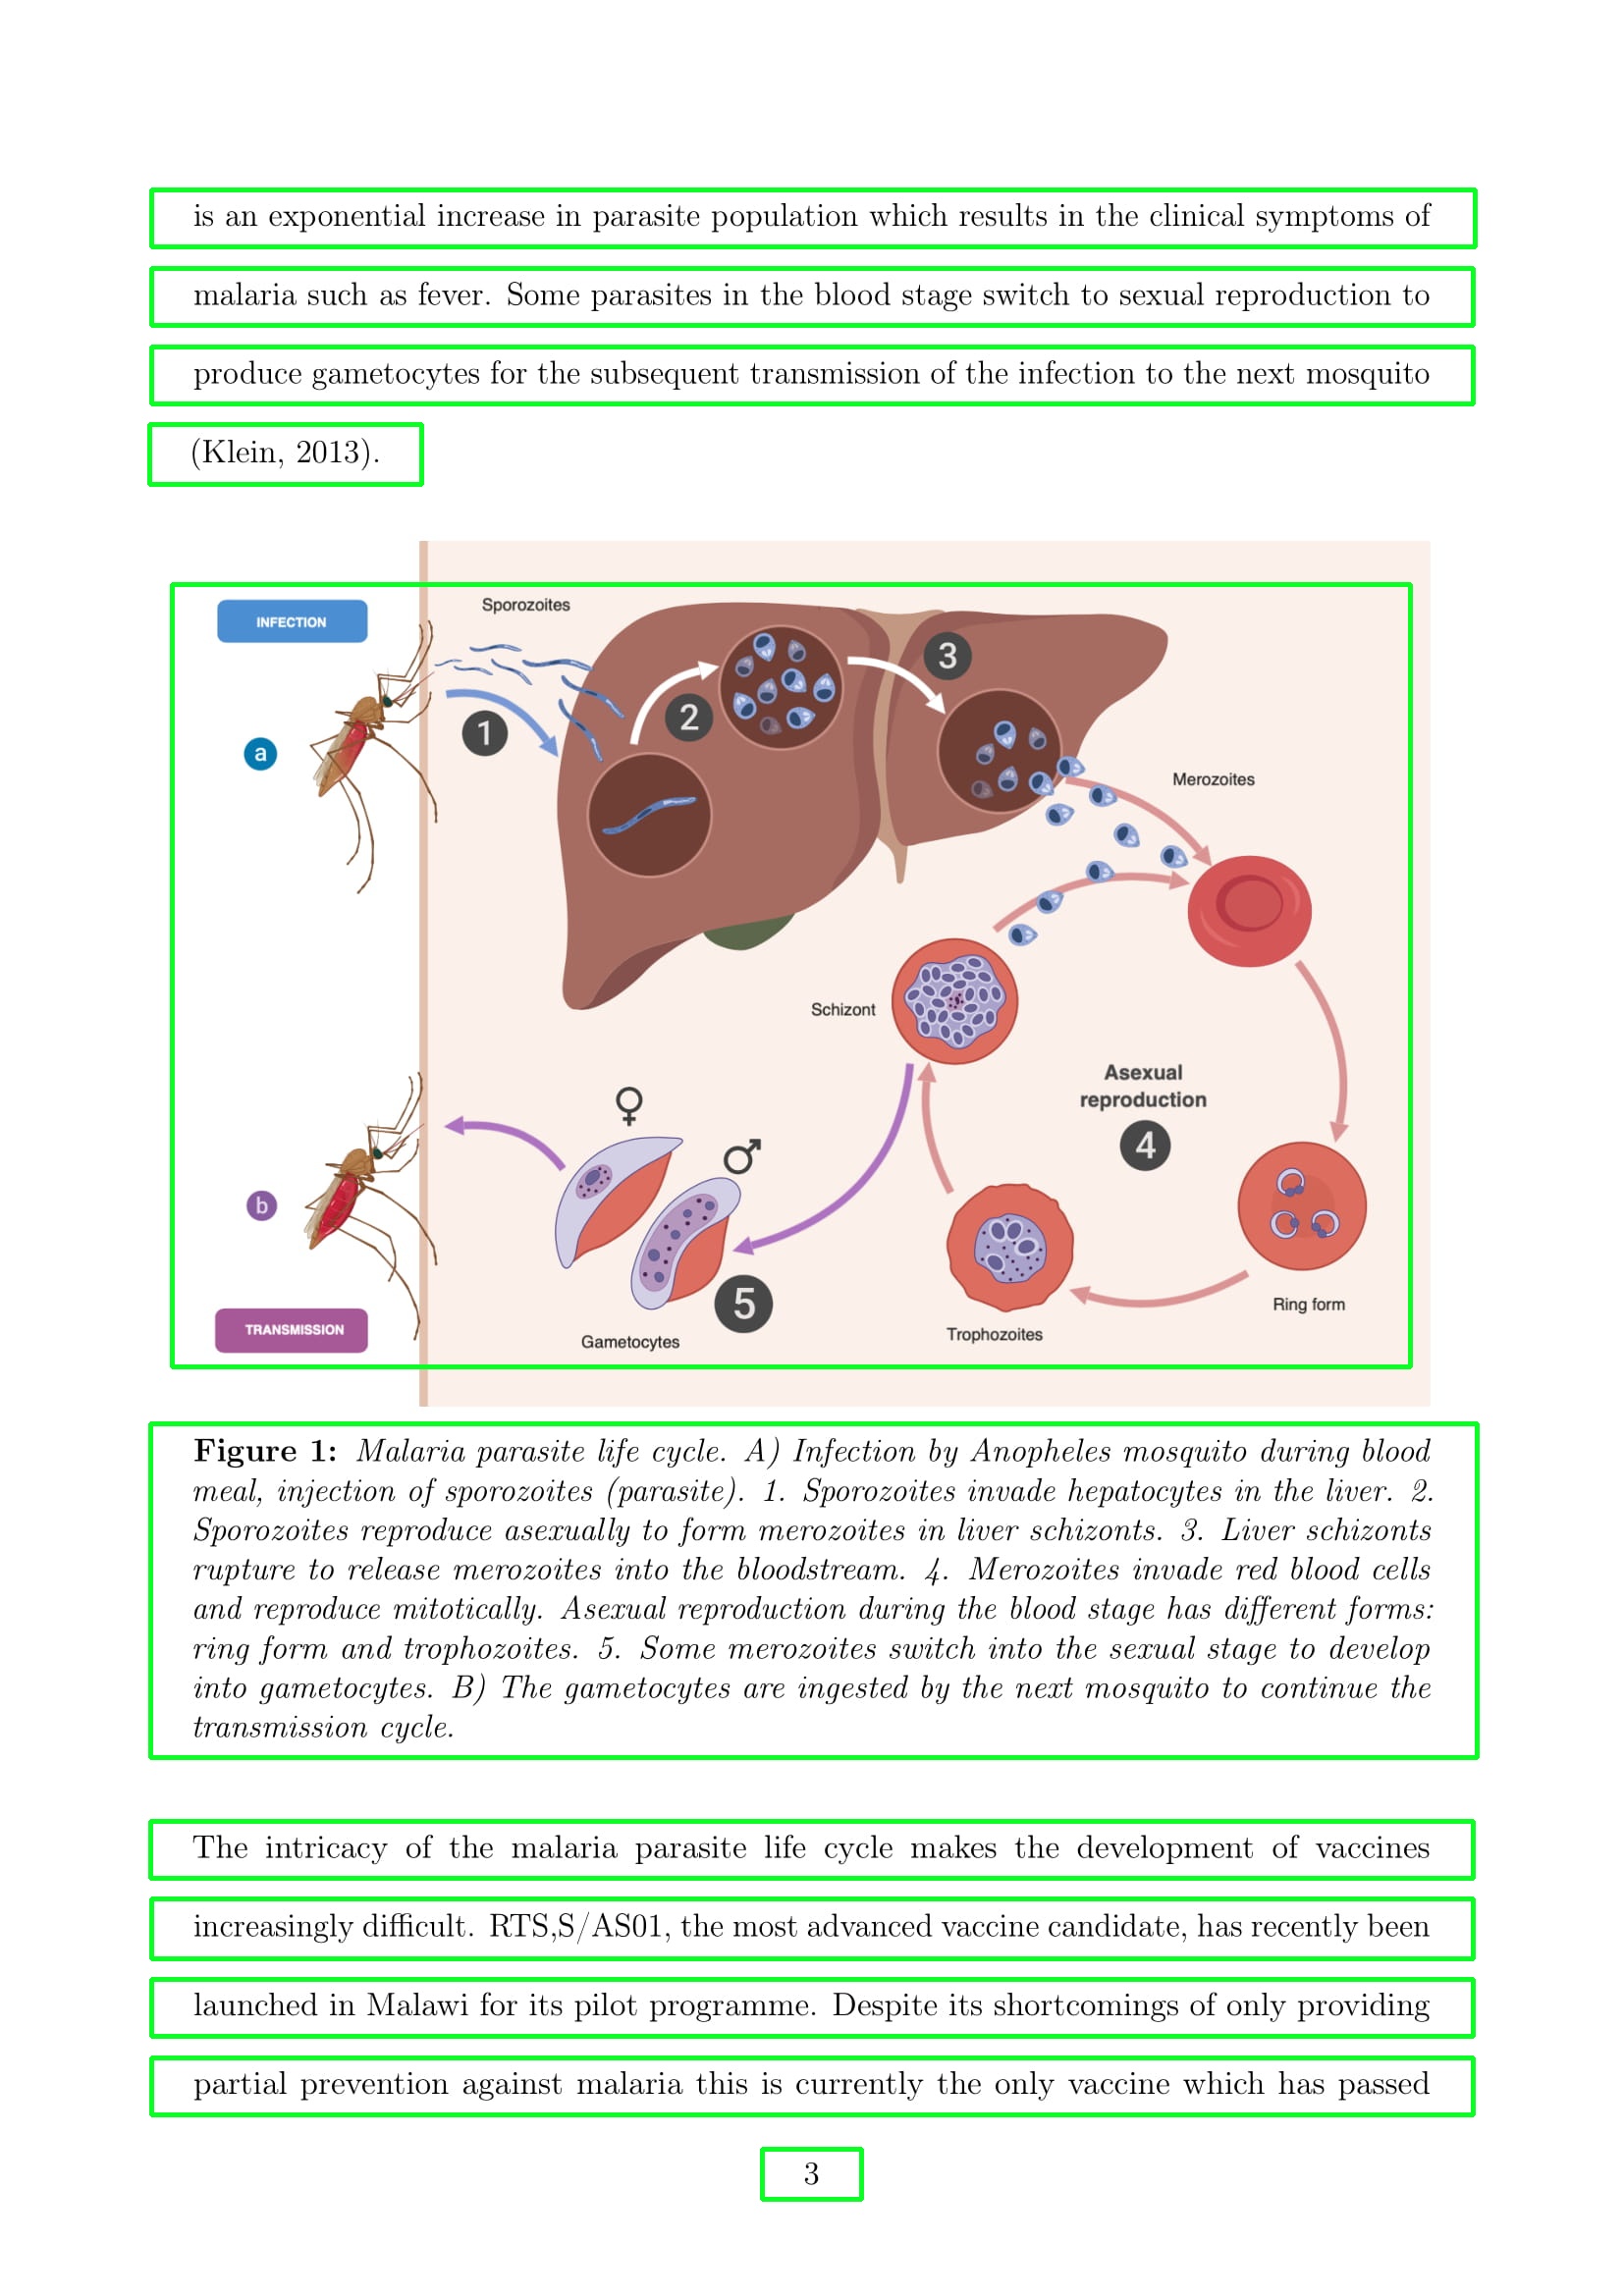 is an exponential increase in parasite population which results in the clinical symptoms of
malaria such as fever. Some parasites in the blood stage switch to sexual reproduction to
produce gametocytes for the subsequent transmission of the infection to the next mosquito
(Klein, 2013).
Sporozoites
INFECTION
3
2
1
a
Merozoites
Schizont
Asexual
reproduction
4
b
5
Ring form
TRANSMISSION
Trophozoites
Gametocytes
Figure 1: Malaria parasite life cycle. A) Infection by Anopheles mosquito during blood
meal, injection of sporozoites (parasite). 1. Sporozoites invade hepatocytes in the liver. 2.
Sporozoites reproduce asexually to form merozoites in liver schizonts. 3. Liver schizonts
rupture to release merozoites into the bloodstream. 4. Merozoites invade red blood cells
and reproduce mitotically. Asexual reproduction during the blood stage has different forms:
ring form and trophozoites. 5. Some merozoites switch into the sexual stage to develop
into gametocytes. B) The gametocytes are ingested by the next mosquito to continue the
transmission cycle.
The intricacy of the malaria parasite life cycle makes the development of vaccines
increasingly difficult. RTS,S/AS01, the most advanced vaccine candidate, has recently been
launched in Malawi for its pilot programme. Despite its shortcomings of only providing
partial prevention against malaria this is currently the only vaccine which has passed
3